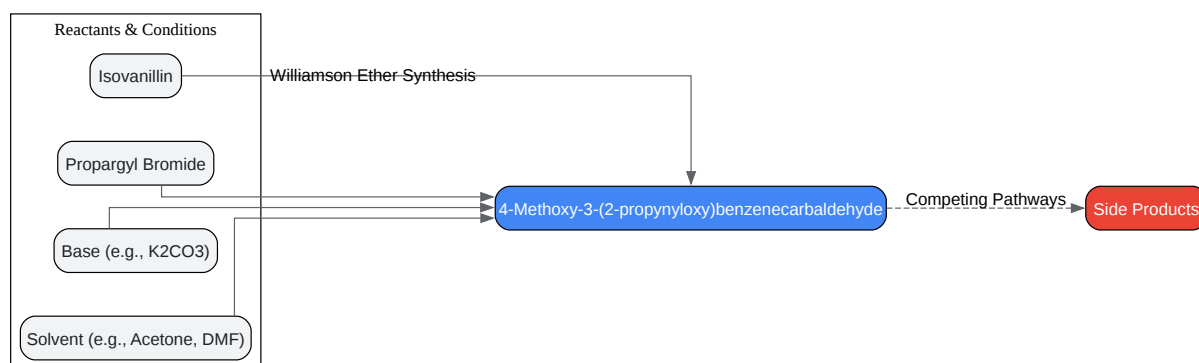 Reactants & Conditions
Isovanillin
Williamson Ether Synthesis
Propargyl Bromide
4-Methoxy-3-(2-propynyloxy)benzenecarbaldehyde
Competing Pathways
Side Products
Base (e.g., K2CO3)
Solvent (e.g., Acetone, DMF)